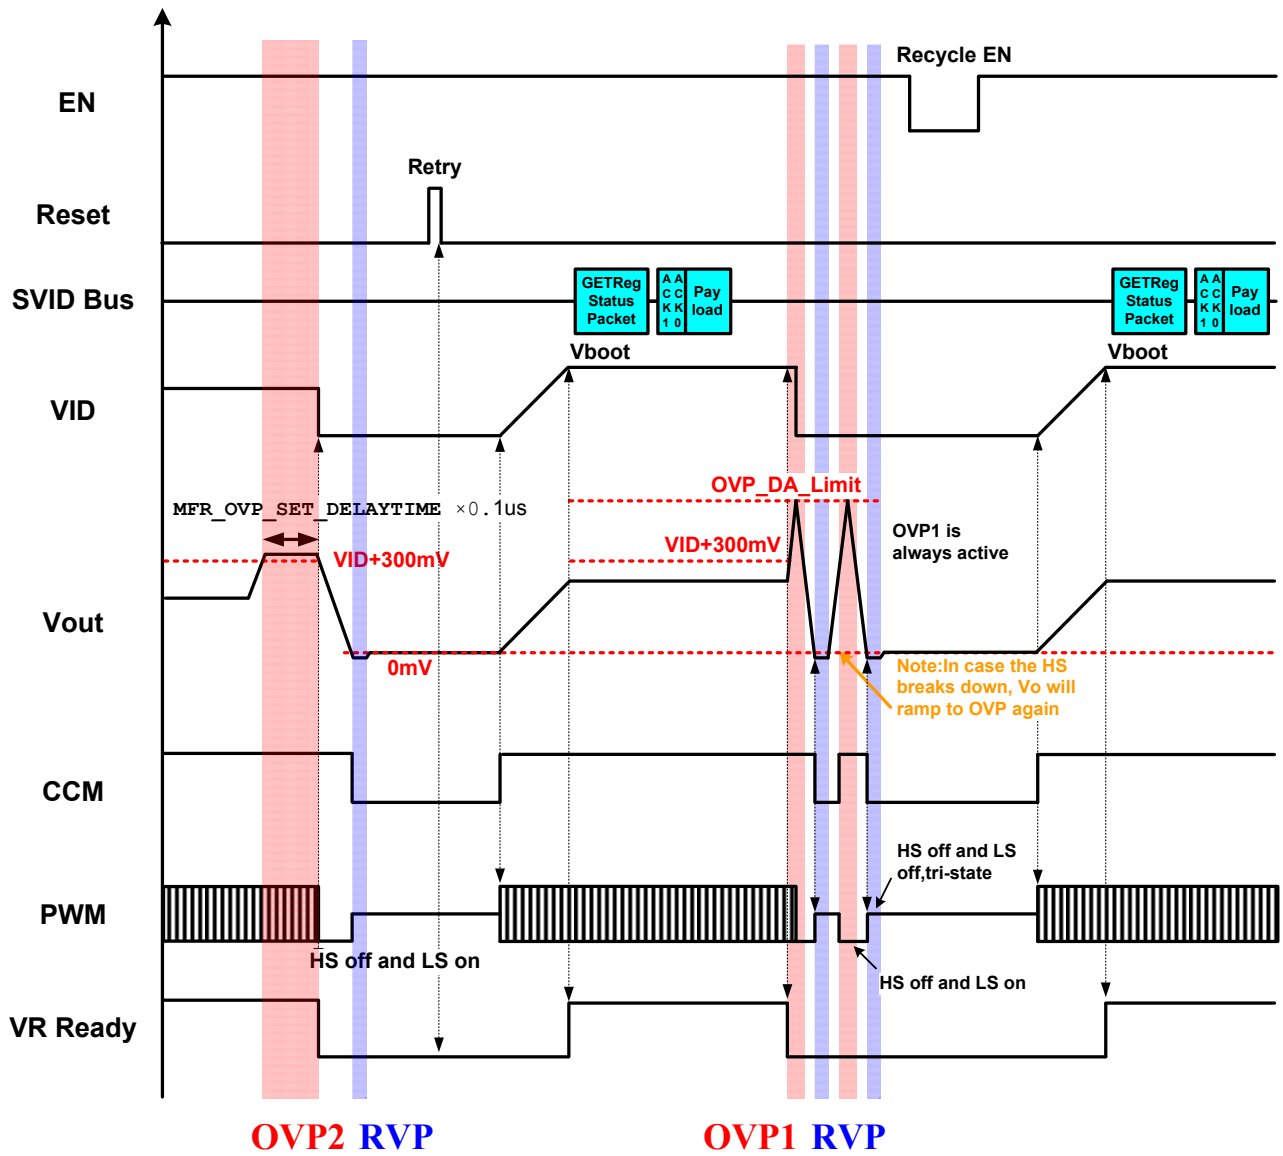 Recycle EN
EN
Retry
Reset
SVID Bus
GETReg
Status
Packet
A A
C C
K K
1 0
Pay
load
GETReg
Status
Packet
A A
C C
K K
1 0
Pay
load
Vboot
Vboot
VID
OVP_DA_Limit
MFR_OVP_SET_DELAYTIME ×0.1us
OVP1 is
always active
VID+300mV
VID+300mV
Vout
0mV
Note:In case the HS
breaks down, Vo will
ramp to OVP again
CCM
HS off and LS
off,tri-state
PWM
HS off and LS on
HS off and LS on
VR Ready
OVP2 RVP
OVP1 RVP